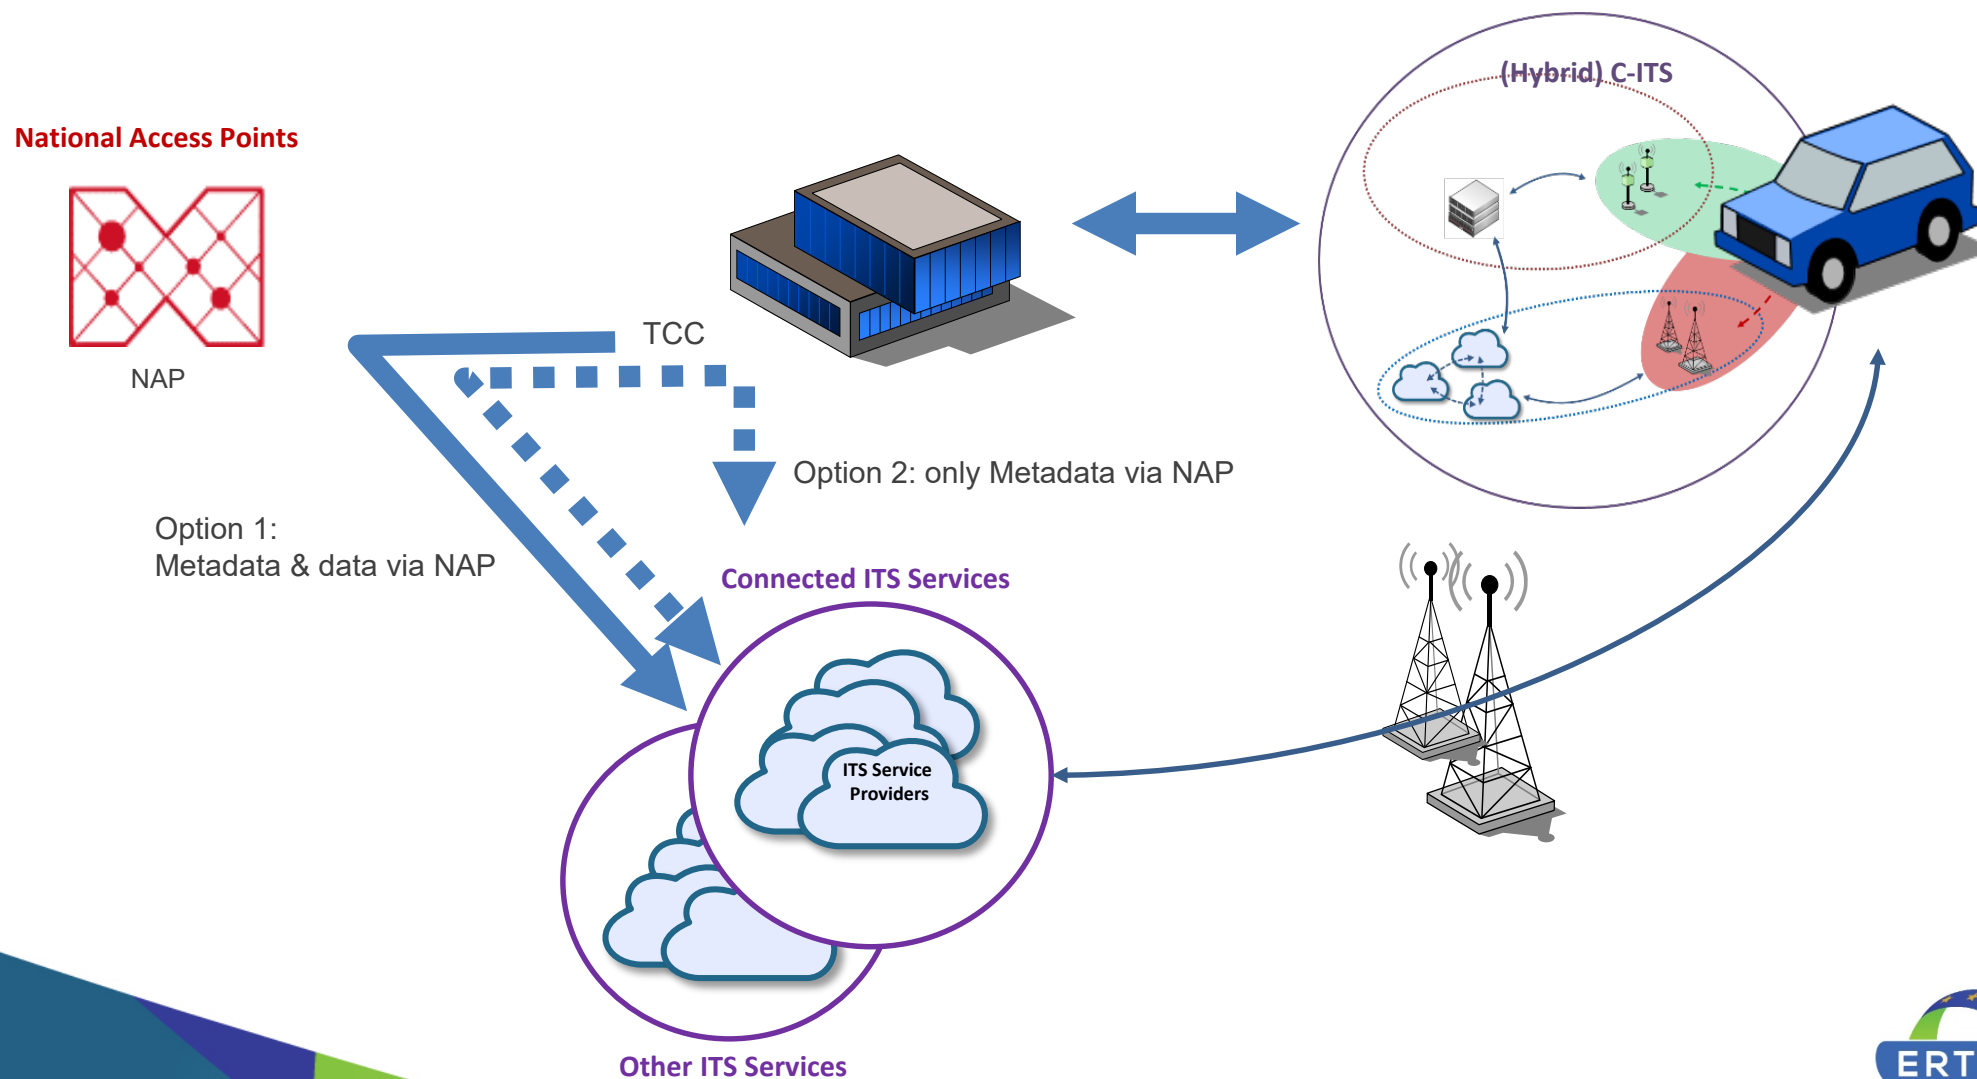 (Hybrid) C-ITS
National Access Points
TCC
NAP
Option 2: only Metadata via NAP
Option 1:
Metadada & data via NAP
Connected ITS Services
ITS Service
Providers
Other ITS Services
ERT